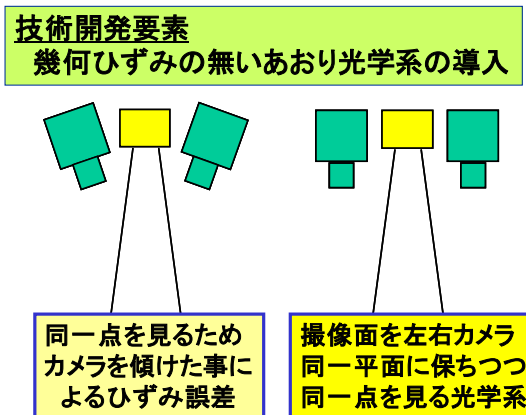 技術開発要素
幾何ひずみの無いあおり光学系の導入
同一点を見るため
カメラを傾けた事に
よるひずみ誤差
撮像面を左右カメラ
同一平面に保ちつつ
同一点を見る光学系